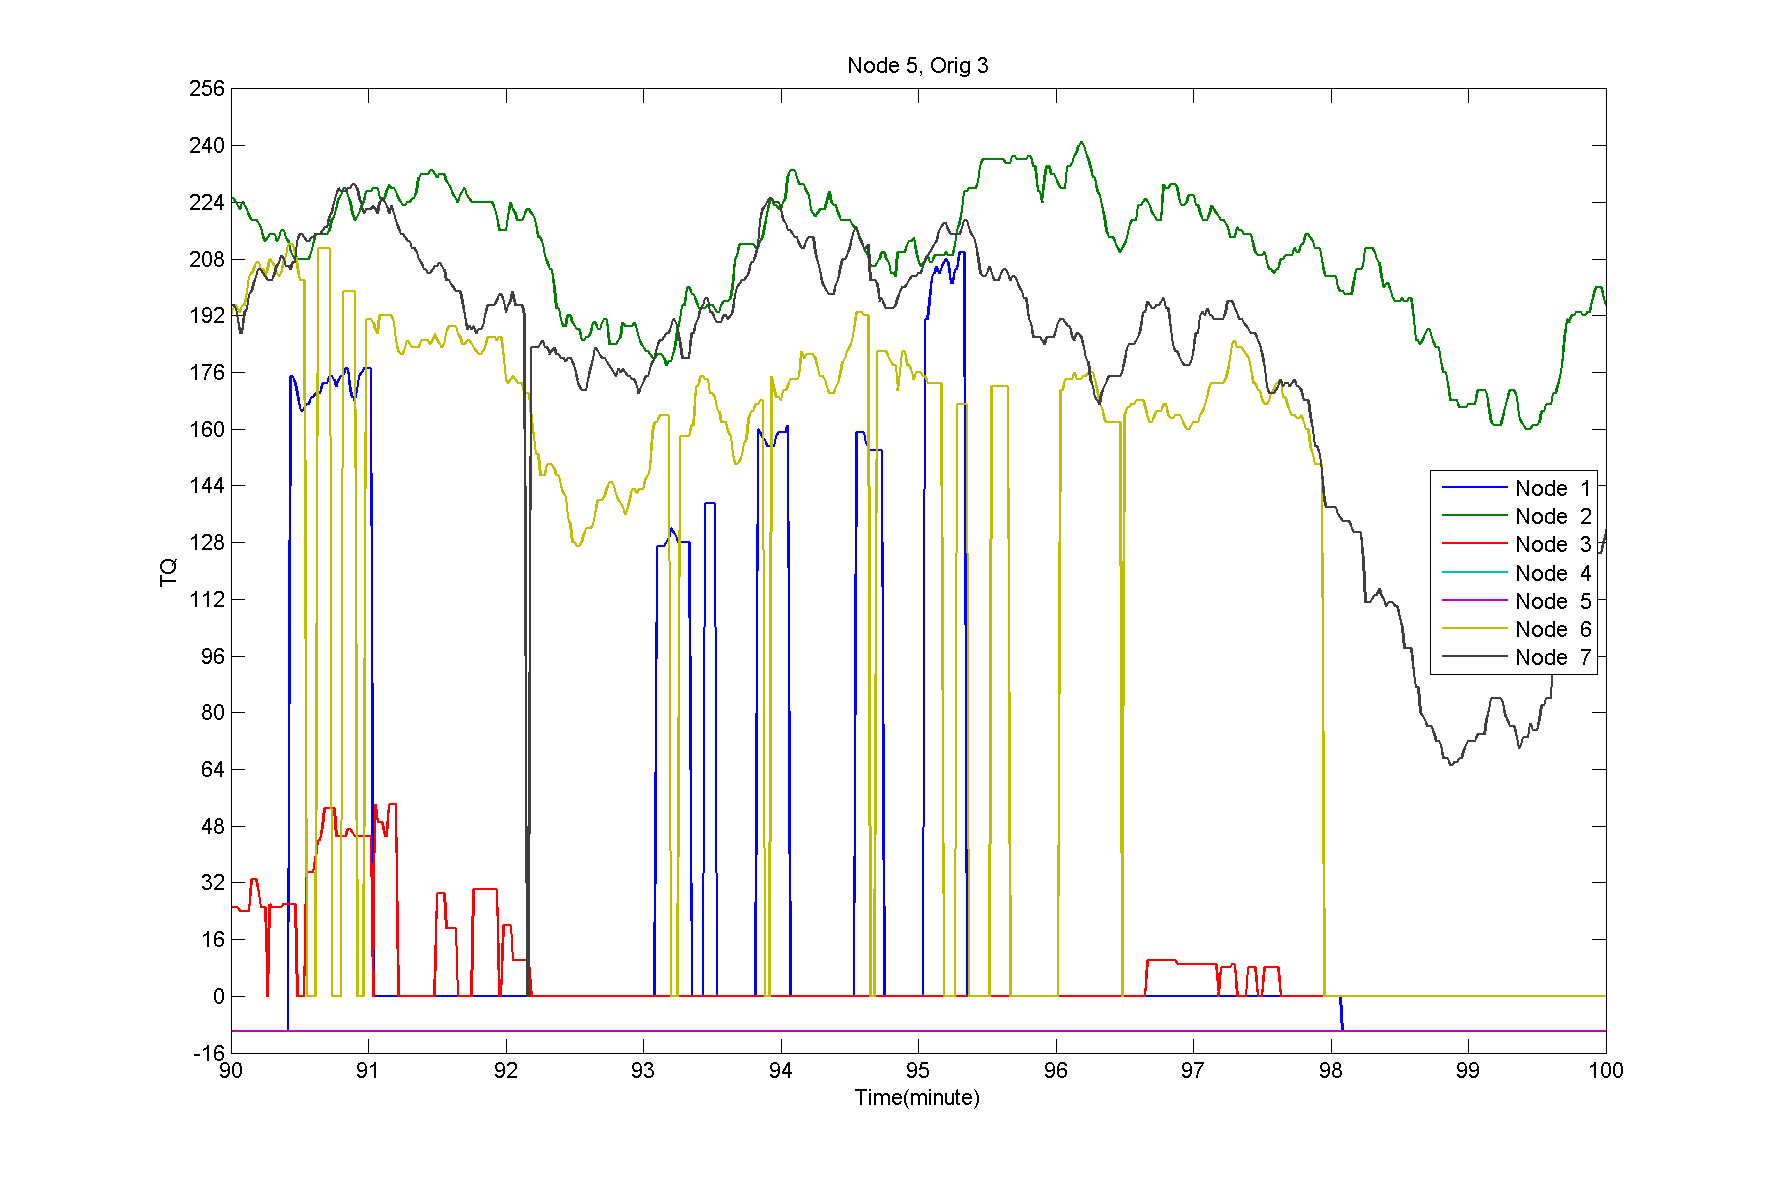 Node 5, Orig 3
256
240
224
208
192
176
160
144
128
112
96
80
64
48
32
16
0
-16
TQ
Node 1
Node 2
Node 3
Node 4
Node 5
Node 6
Node 7
90 91 92 93 94 95 96 97 98 99 100
Time(minute)